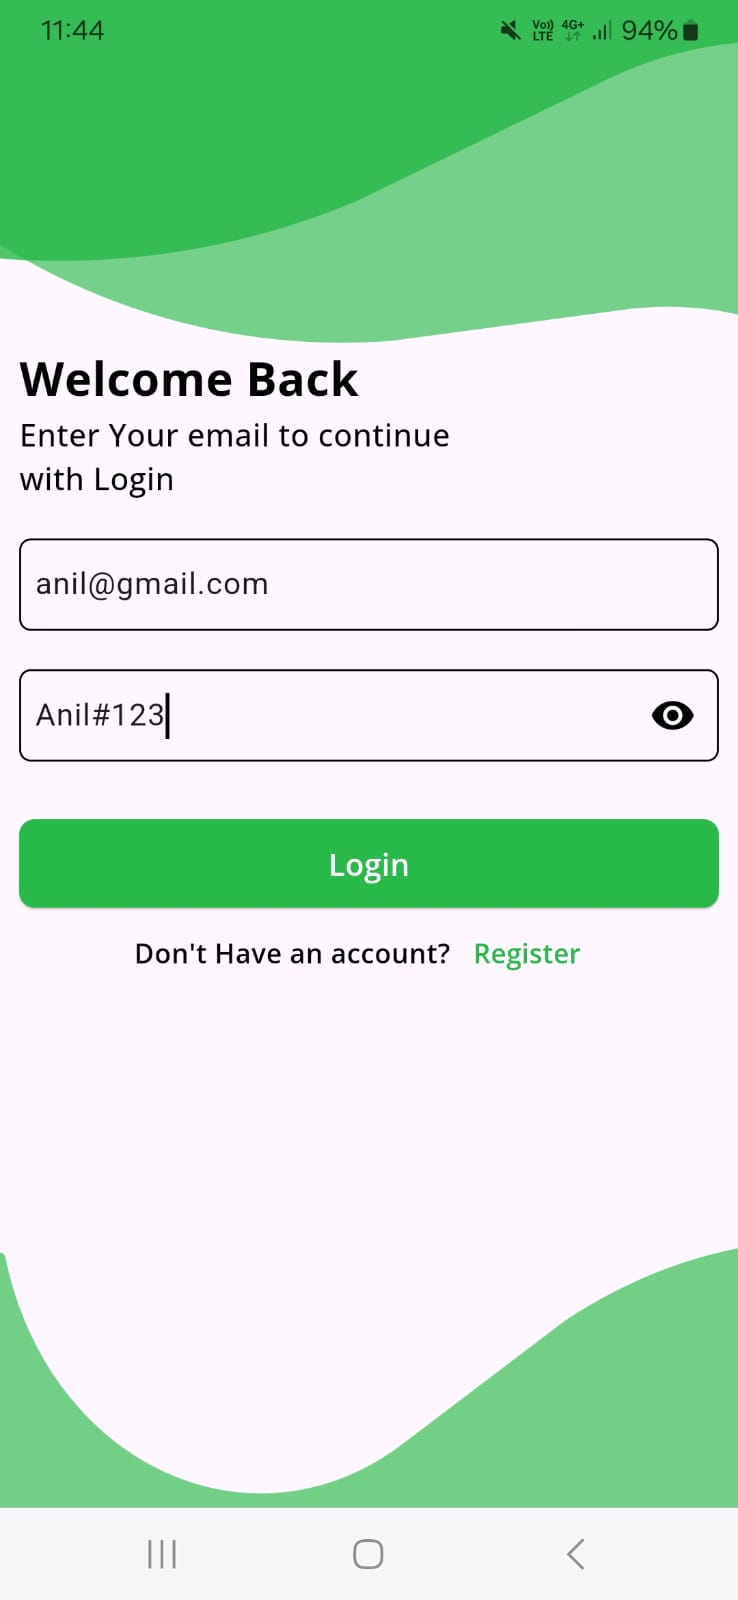 11:44 Vo)) LTE 4G+ 94%
Welcome Back
Enter Your email to continue
with Login
anil@gmail.com
Anil#123
Login
Don't Have an account? Register